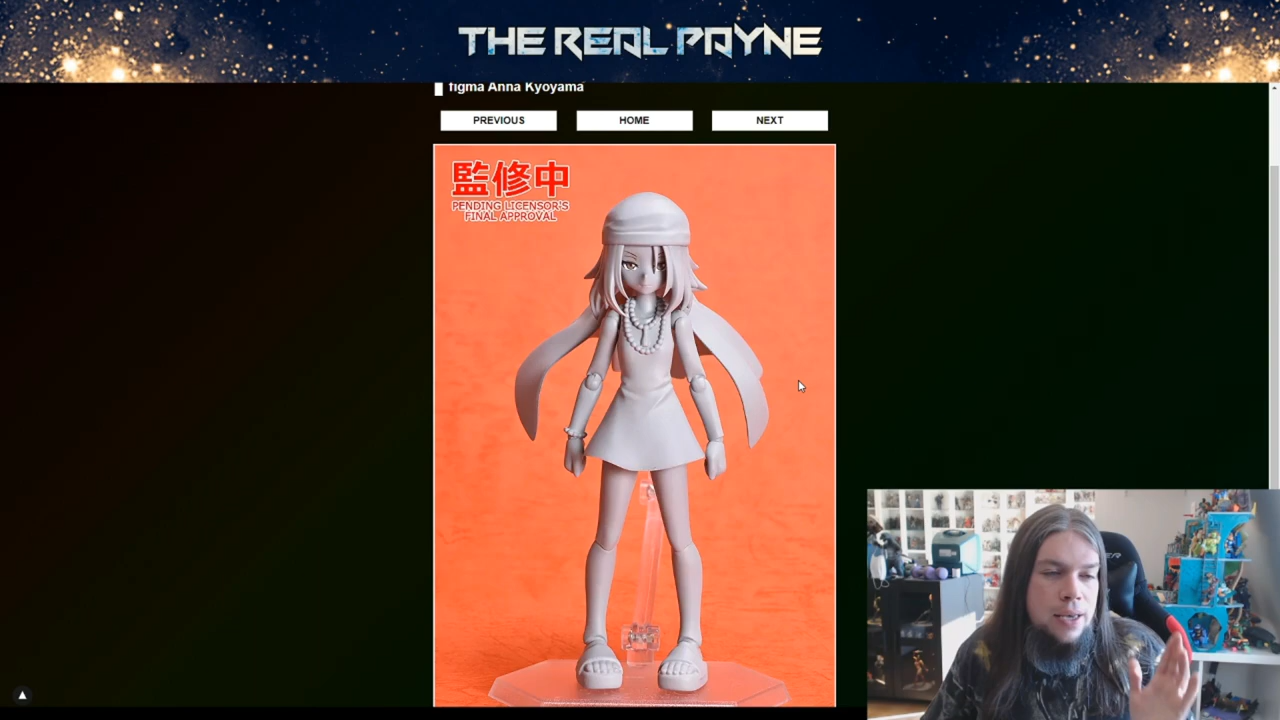 THE REAL PAYNE
figma Anna Kyoyama
PREVIOUS
HOME
NEXT
監修中
PENDING LICENSOR'S
FINAL APPROVAL